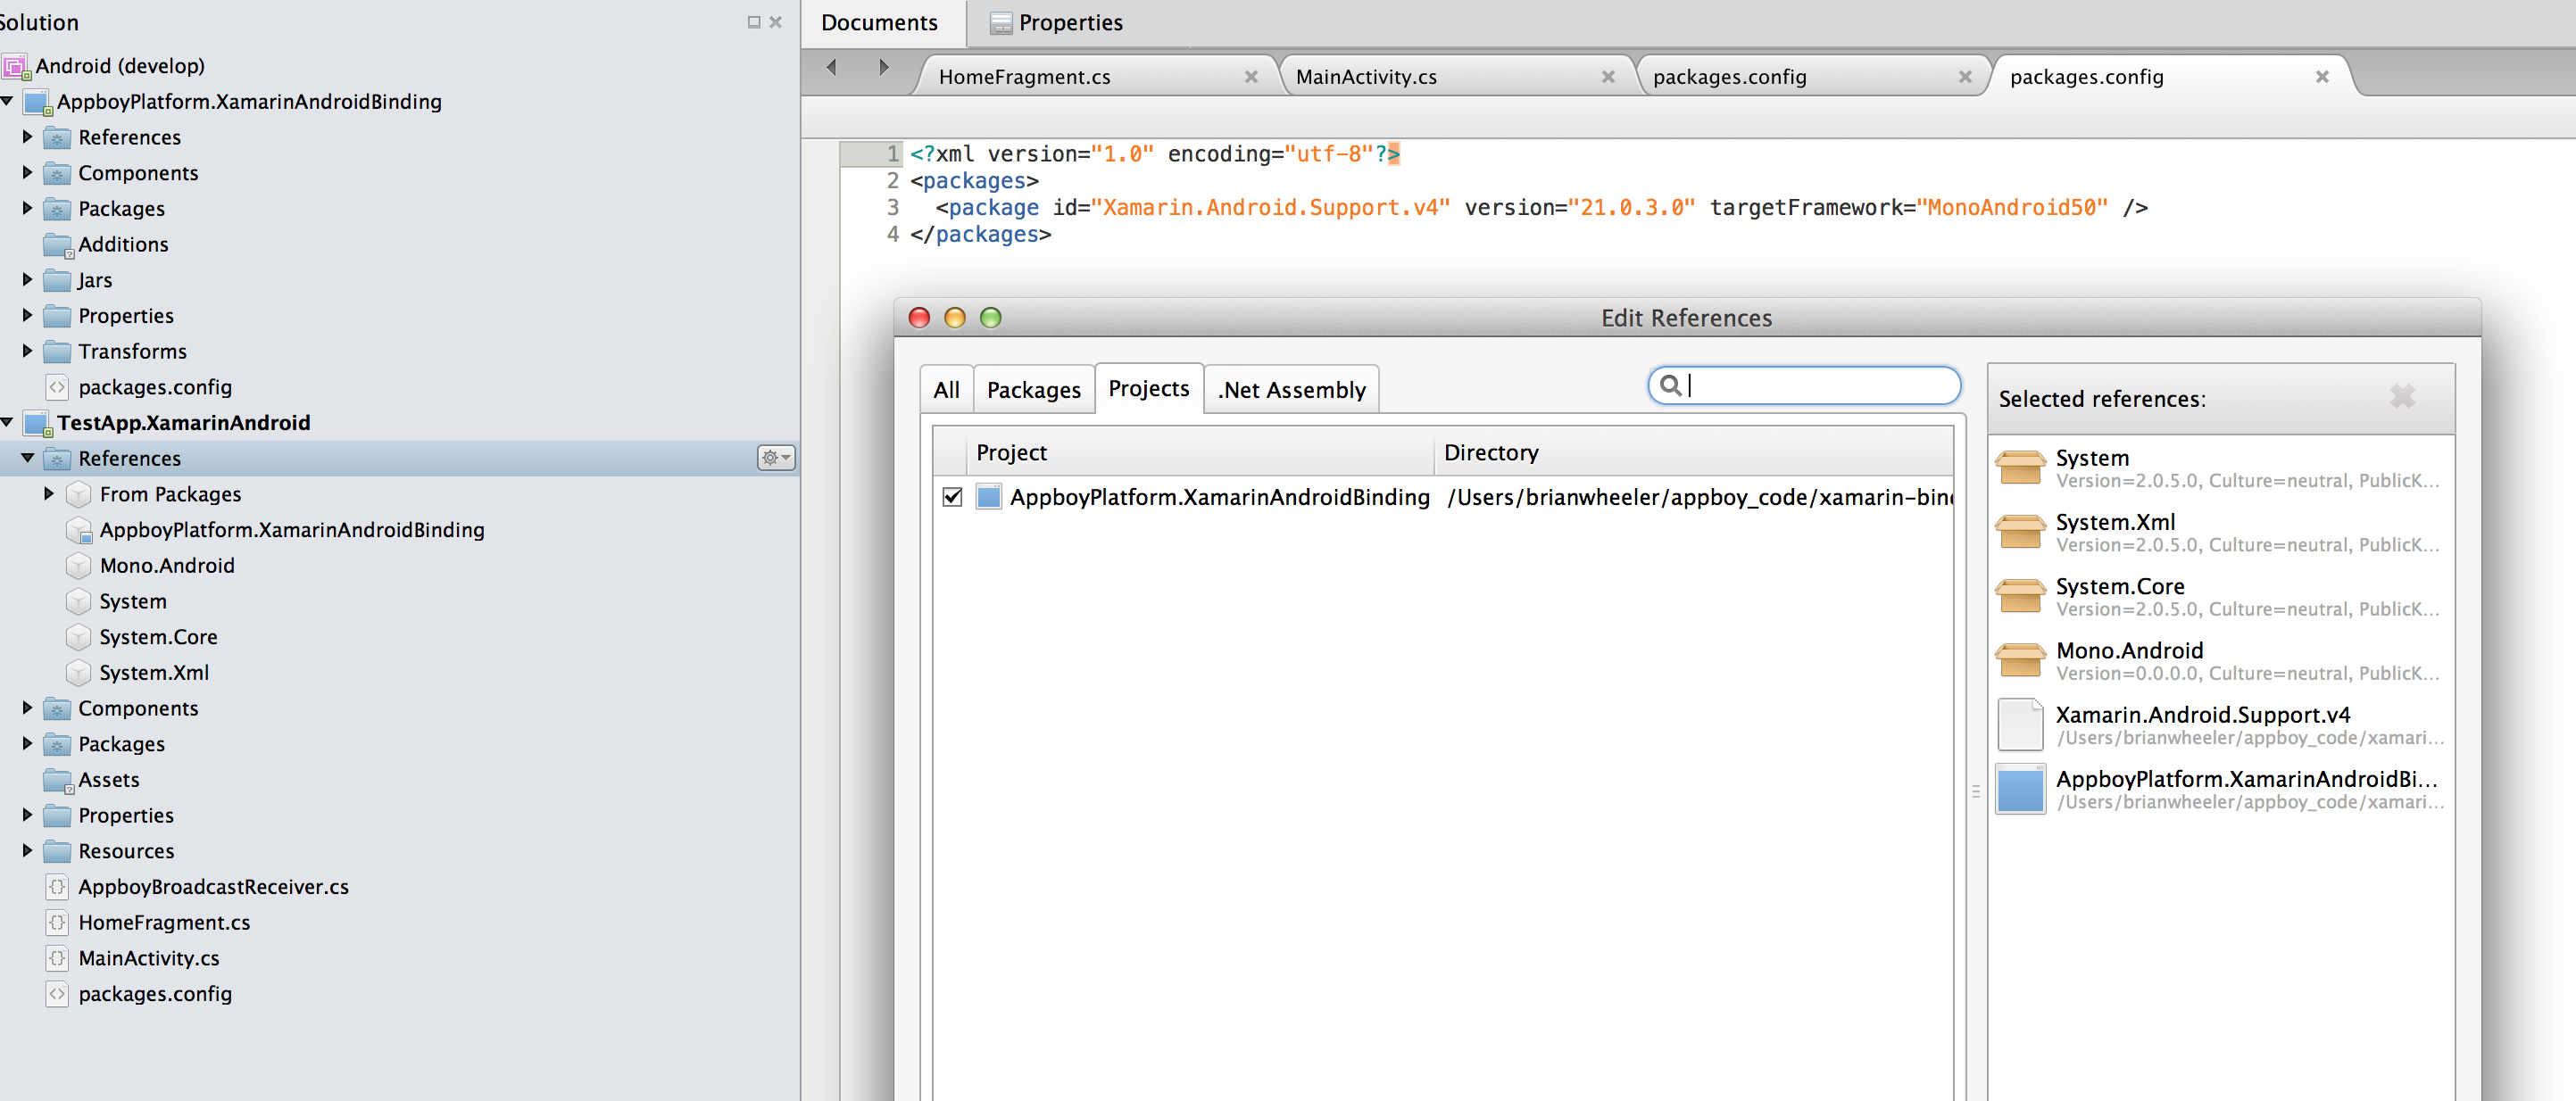 Solution
Android (develop)
AppboyPlatform.XamarinAndroidBinding
References
Components
Packages
Additions
Jars
Properties
Transforms
packages.config
TestApp.XamarinAndroid
References
From Packages
AppboyPlatform.XamarinAndroidBinding
Mono.Android
System
System.Core
System.Xml
Components
Packages
Assets
Properties
Resources
AppboyBroadcastReceiver.cs
HomeFragment.cs
MainActivity.cs
packages.config
Documents
Properties
HomeFragment.cs
MainActivity.cs
packages.config
packages.config
1 <?xml version="1.0" encoding="utf-8"?>
2 <packages>
3 <package id="Xamarin.Android.Support.v4" version="21.0.3.0" targetFramework="MonoAndroid50" />
4 </packages>
Edit References
All
Packages
Projects
.Net Assembly
Project
Directory
AppboyPlatform.XamarinAndroidBinding /Users/brianwheeler/appboy_code/xamarin-bin
Selected references:
System
Version=2.0.5.0, Culture=neutral, PublicK...
System.Xml
Version=2.0.5.0, Culture=neutral, PublicK...
System.Core
Version=2.0.5.0, Culture=neutral, PublicK...
Mono.Android
Version=0.0.0.0, Culture=neutral, PublicK...
Xamarin.Android.Support.v4
/Users/brianwheeler/appboy_code/xamari...
AppboyPlatform.XamarinAndroidBi...
/Users/brianwheeler/appboy_code/xamari...